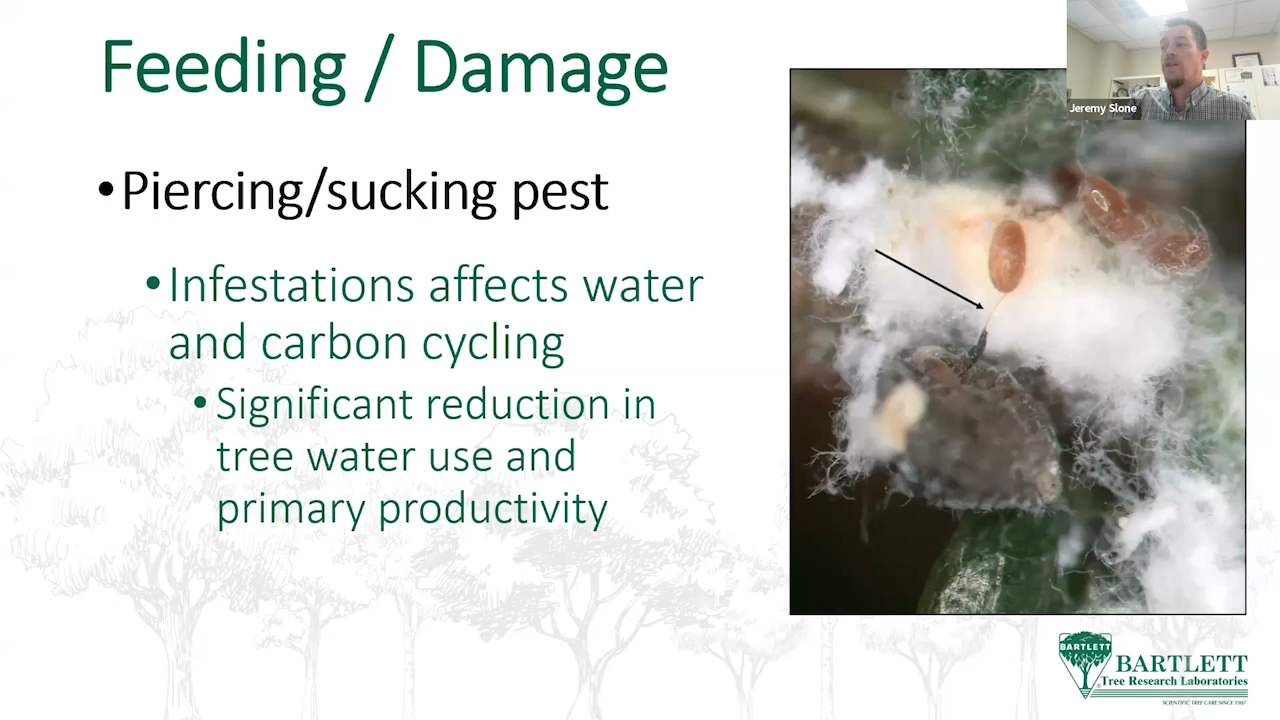 Feeding / Damage
Jeremy Slone
•Piercing/sucking pest
•Infestations affects water
and carbon cycling
•Significant reduction in
tree water use and
primary productivity
BARTLETT
BARTLETT
Tree Research Laboratories
SCIENTIFIC TREE CARE SINCE 1907